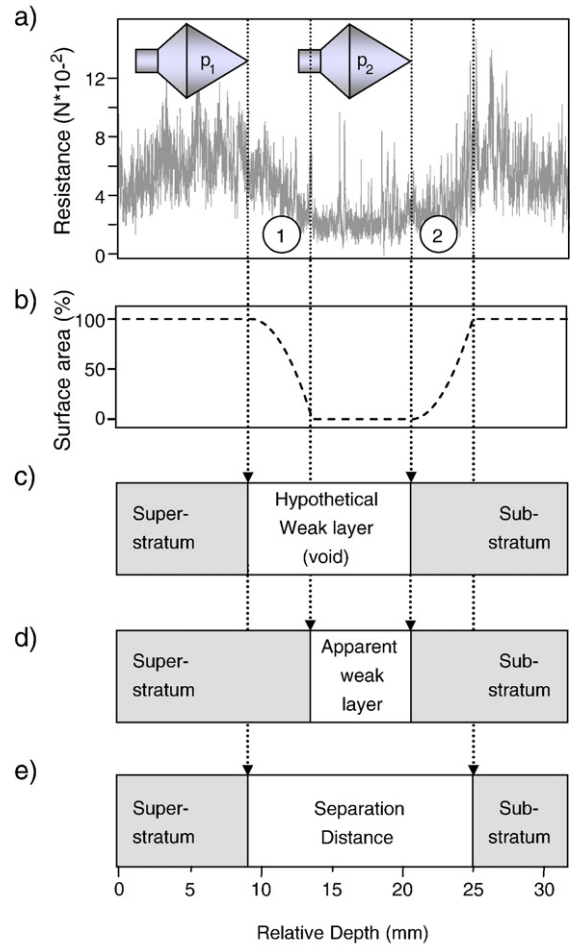 a)
p1
p2
Resistance (N*10-2)
12
8
4
0
1
2
b)
Surface area (%)
100
50
0
c)
Super-
stratum
Hypothetical
Weak layer
(void)
Sub-
stratum
d)
Super-
stratum
Apparent
weak
layer
Sub-
stratum
e)
Super-
stratum
Separation
Distance
Sub-
stratum
0 5 10 15 20 25 30
Relative Depth (mm)